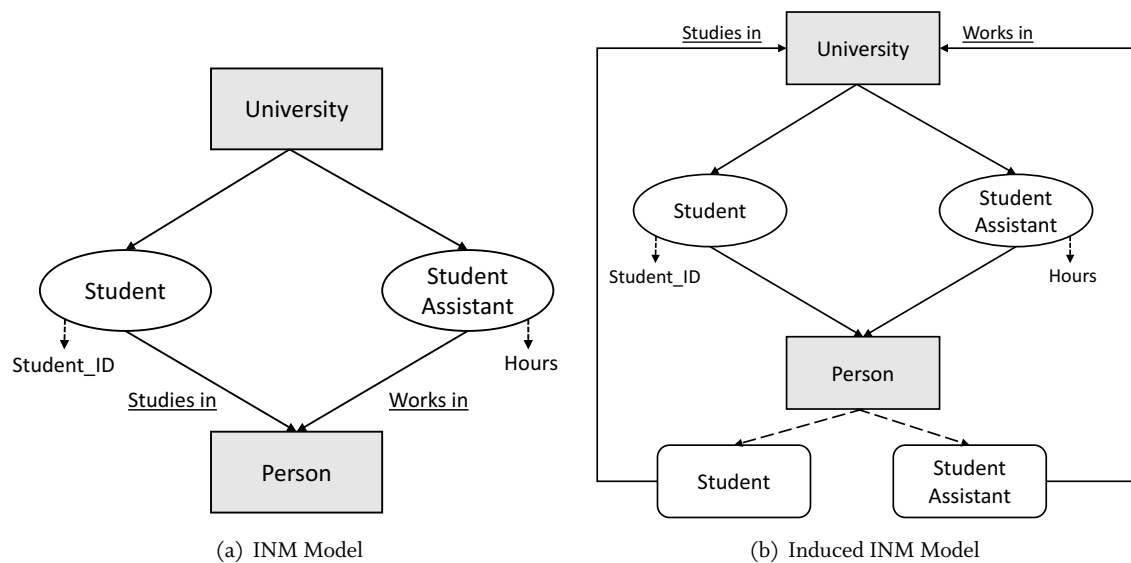 University
Student
Student
Assistant
Student_ID
Hours
Studies in
Works in
Person
(a) INM Model
Studies in
Works in
University
Student
Student
Assistant
Student_ID
Hours
Person
Student
Student
Assistant
(b) Induced INM Model